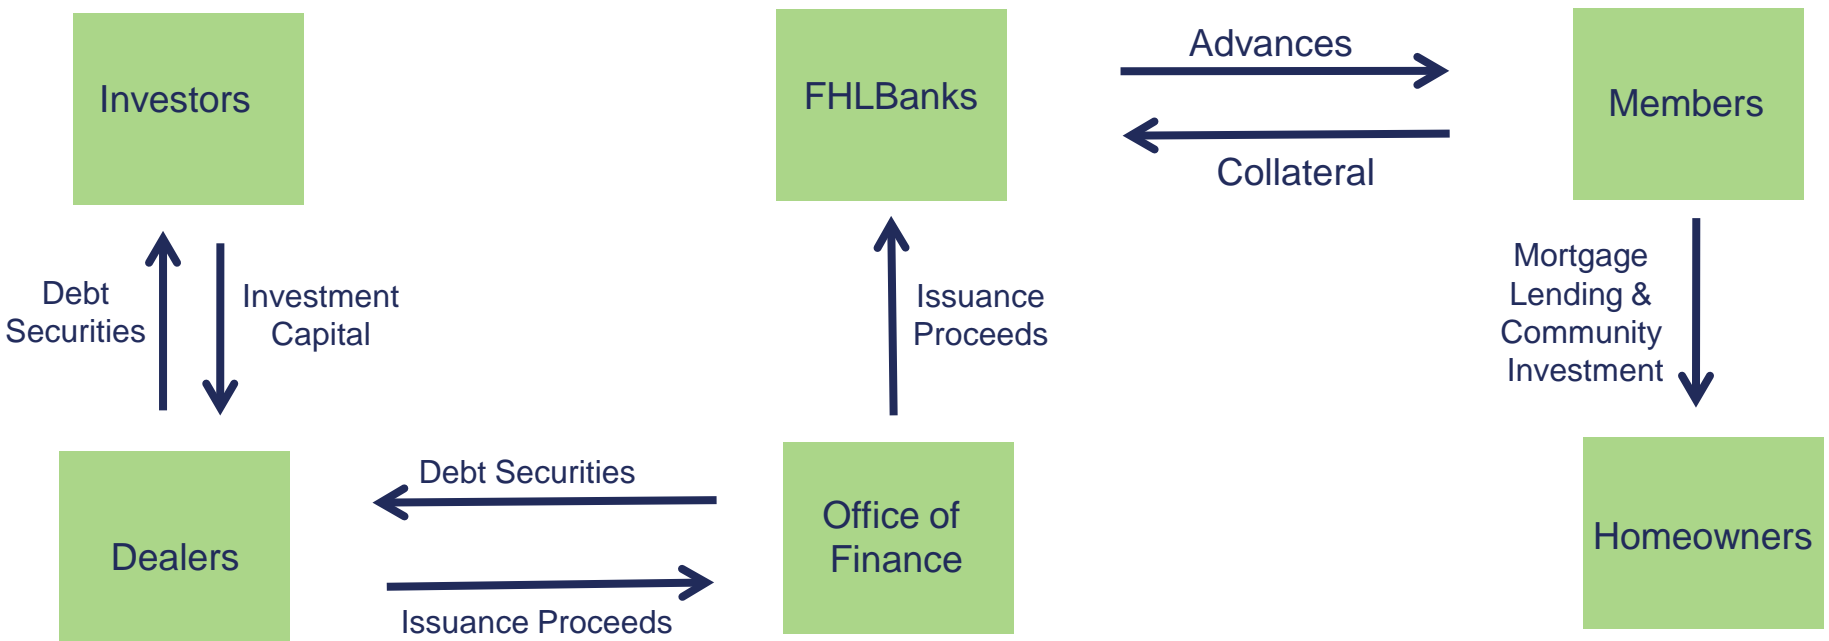 Investors
FHLBanks
Advances
Collateral
Members
Debt
Securities
Investment
Capital
Issuance
Proceeds
Mortgage
Lending &
Community
Investment
Dealers
Debt Securities
Issuance Proceeds
Office of
Finance
Homeowners